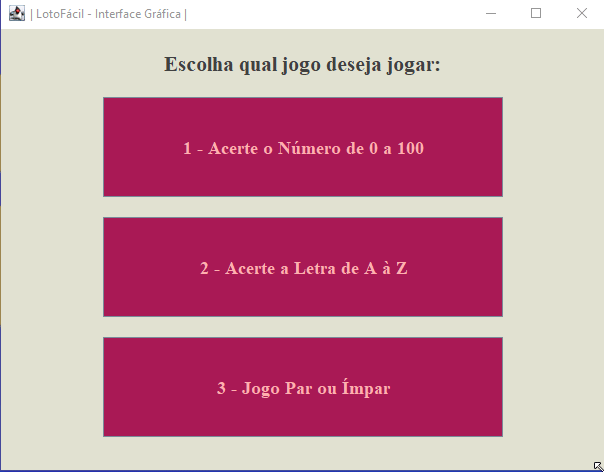 | LotoFácil - Interface Gráfica |
Escolha qual jogo deseja jogar:
1 - Acerte o Número de 0 a 100
2 - Acerte a Letra de A à Z
3 - Jogo Par ou Ímpar